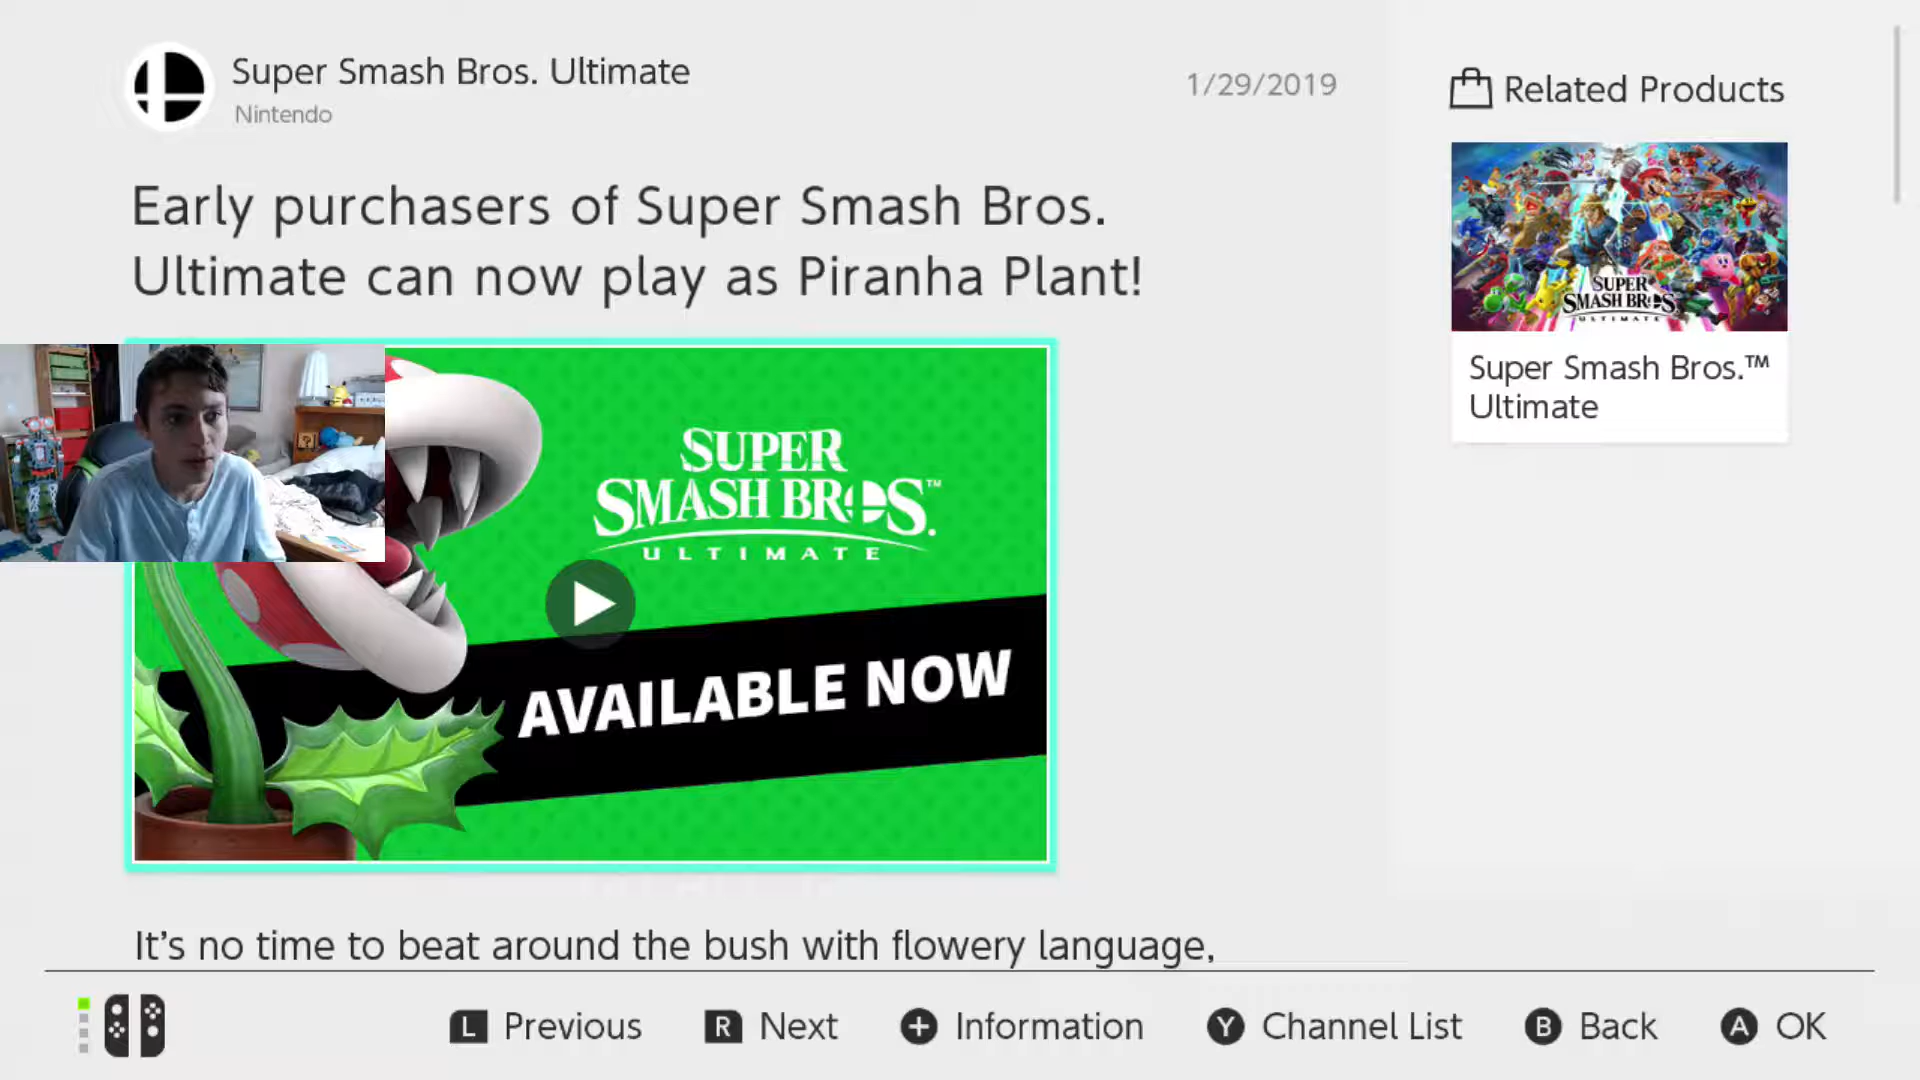 Super Smash Bros. Ultimate
Nintendo
1/29/2019
Early purchasers of Super Smash Bros.
Ultimate can now play as Piranha Plant!
SUPER
SMASH BROS.™
ULTIMATE
AVAILABLE NOW
It's no time to beat around the bush with flowery language,
Related Products
SUPER
SMASH BROS.
ULTIMATE
Super Smash Bros.™
Ultimate
L Previous
R Next
+ Information
Y Channel List
B Back
A OK